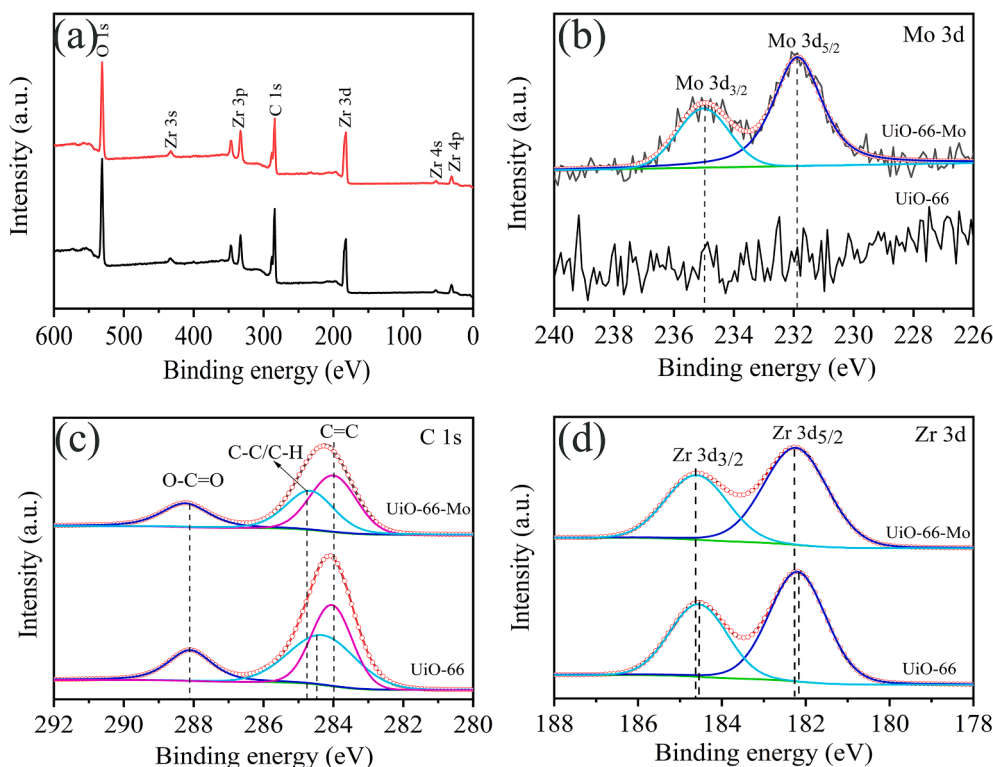 (a)
O 1s
Zr 3s
Zr 3p
C 1s
Zr 3d
Zr 4s
Zr 4p
Intensity (a.u.)
600 500 400 300 200 100 0
Binding energy (eV)
(b)
Mo 3d
Mo 3d5/2
Mo 3d3/2
UiO-66-Mo
UiO-66
Intensity (a.u.)
240 238 236 234 232 230 228 226
Binding energy (eV)
(c)
C 1s
C=C
C-C/C-H
O-C=O
UiO-66-Mo
UiO-66
Intensity (a.u.)
292 290 288 286 284 282 280
Binding energy (eV)
(d)
Zr 3d
Zr 3d5/2
Zr 3d3/2
UiO-66-Mo
UiO-66
Intensity (a.u.)
188 186 184 182 180 178
Binding energy (eV)